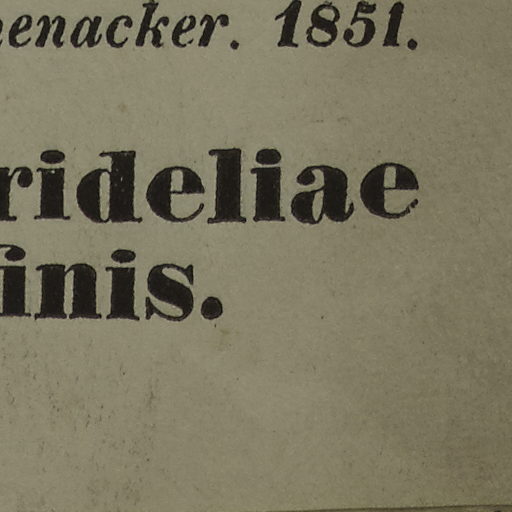 enacker. 1851.
rideliae
inis.